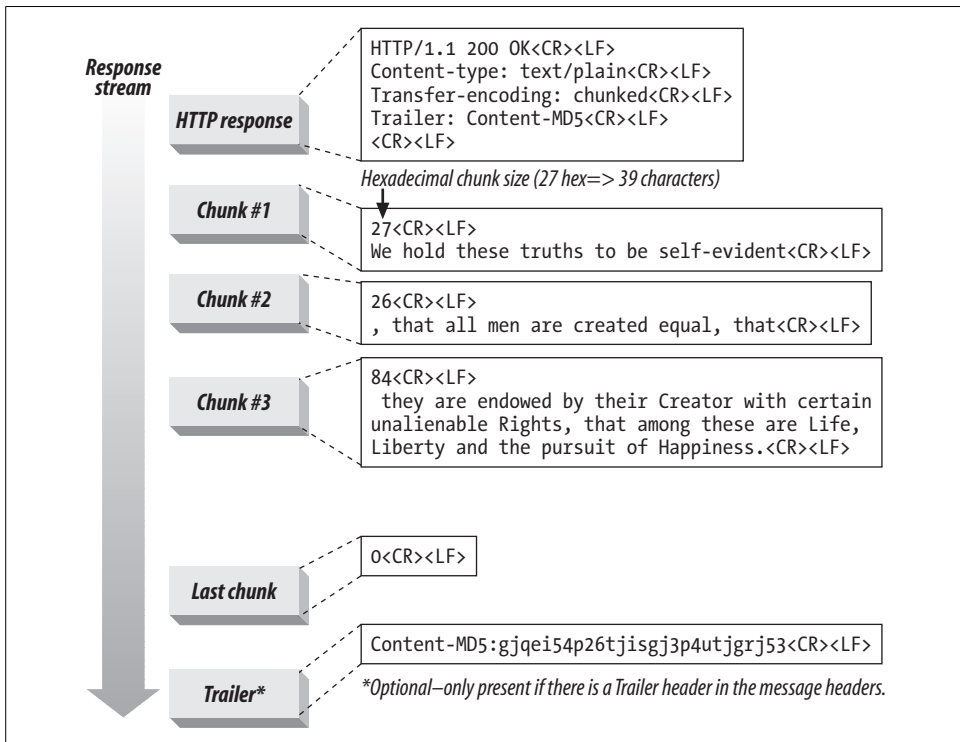 Response
stream
HTTP response
HTTP/1.1 200 OK<CR><LF>
Content-type: text/plain<CR><LF>
Transfer-encoding: chunked<CR><LF>
Trailer: Content-MD5<CR><LF>
<CR><LF>
Hexadecimal chunk size (27 hex=> 39 characters)
Chunk #1
27<CR><LF>
We hold these truths to be self-evident<CR><LF>
Chunk #2
26<CR><LF>
, that all men are created equal, that<CR><LF>
Chunk #3
84<CR><LF>
they are endowed by their Creator with certain
unalienable Rights, that among these are Life,
Liberty and the pursuit of Happiness.<CR><LF>
Last chunk
0<CR><LF>
Trailer*
Content-MD5:gjqei54p26tjisgj3p4utjgrj53<CR><LF>
*Optional–only present if there is a Trailer header in the message headers.